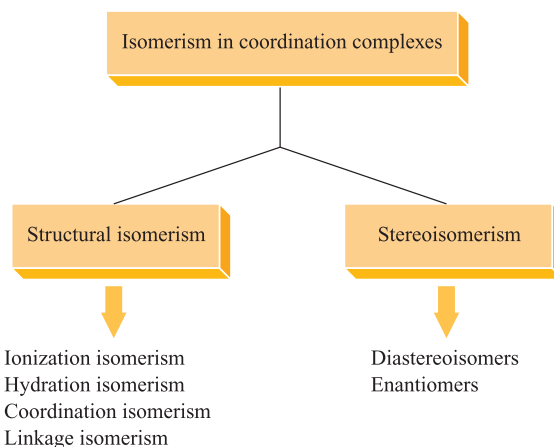 Isomerism in coordination complexes
Structural isomerism
Stereoisomerism
Ionization isomerism
Hydration isomerism
Coordination isomerism
Linkage isomerism
Diastereoisomers
Enantiomers